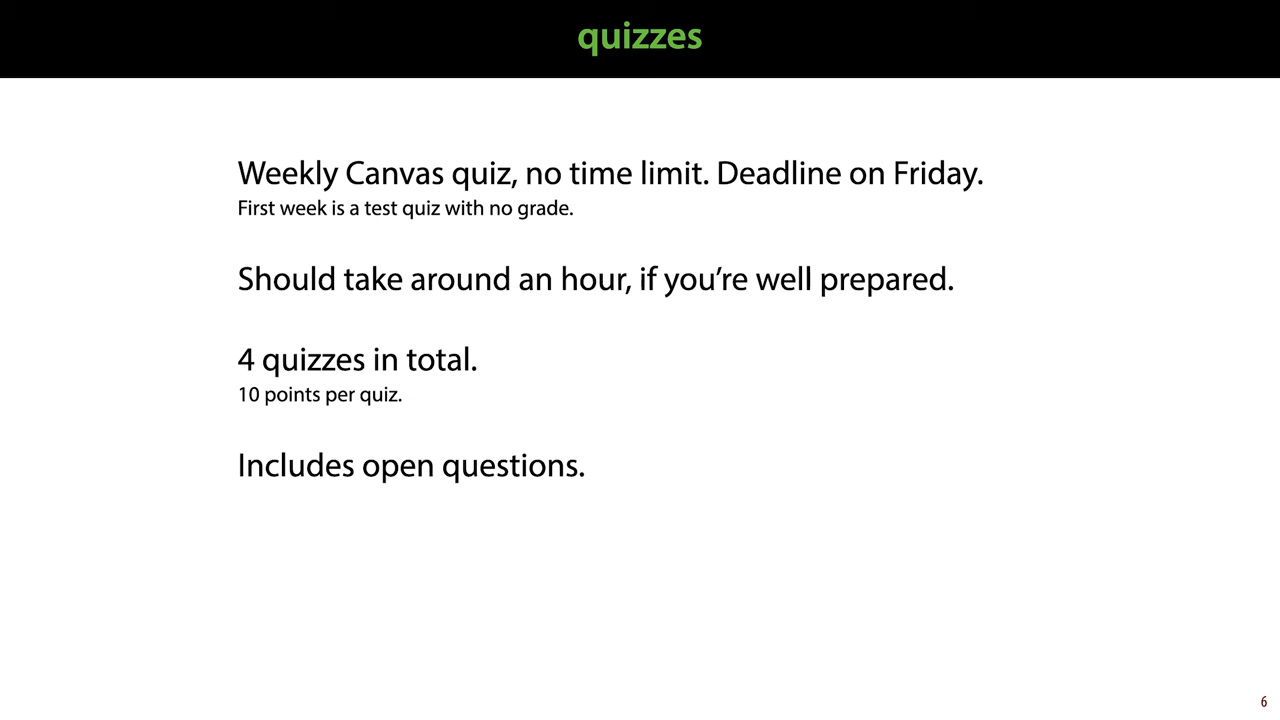 quizzes
Weekly Canvas quiz, no time limit. Deadline on Friday.
First week is a test quiz with no grade.
Should take around an hour, if you’re well prepared.
4 quizzes in total.
10 points per quiz.
Includes open questions.
6